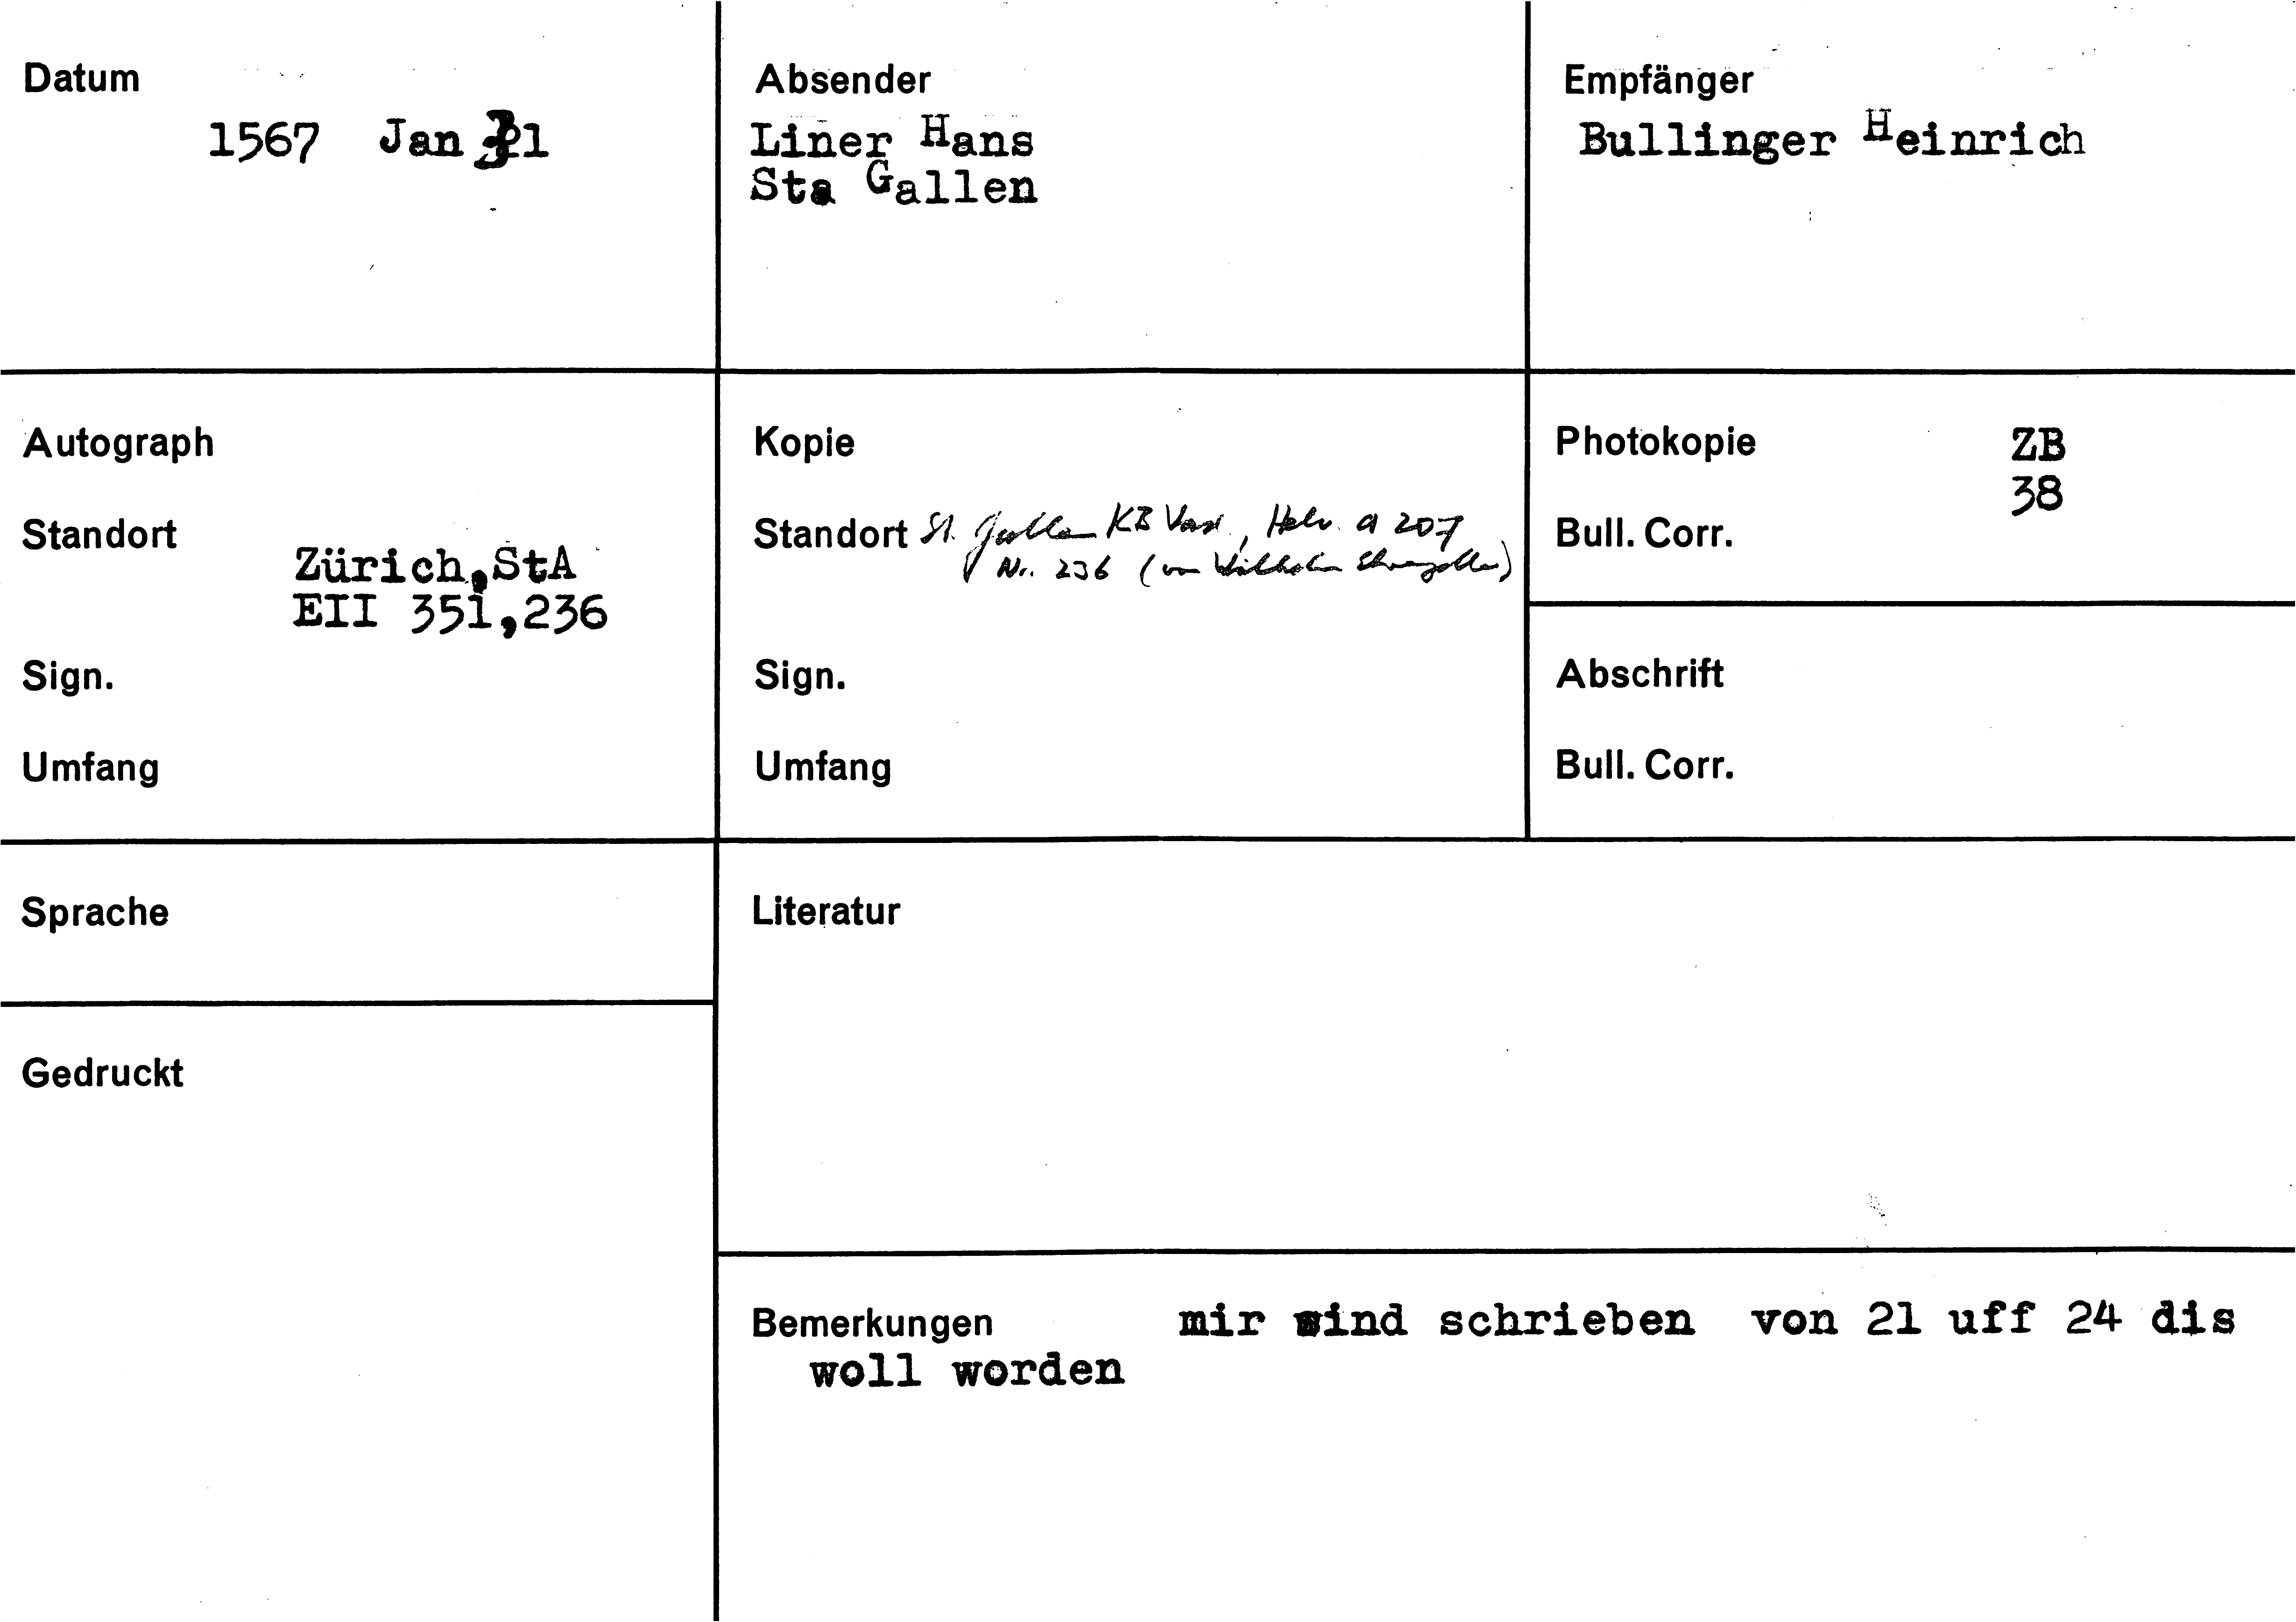 Datum
1567 Jan 31
Absender
Liner Hans
Sta Gallen
Empfänger
Bullinger Heinrich
Autograph
Standort
Zürich,StA
EII 351,236
Sign.
Umfang
Kopie
Standort St. Gallen KB Vad., Helv. a 207
Nr. 236 (von Wilhelm
Sign.
Umfang
Photokopie ZB
38
Bull. Corr.
Abschrift
Bull. Corr.
Sprache
Literatur
Gedruckt
Bemerkungen mir sind schrieben von 21 uff 24 dis
woll worden